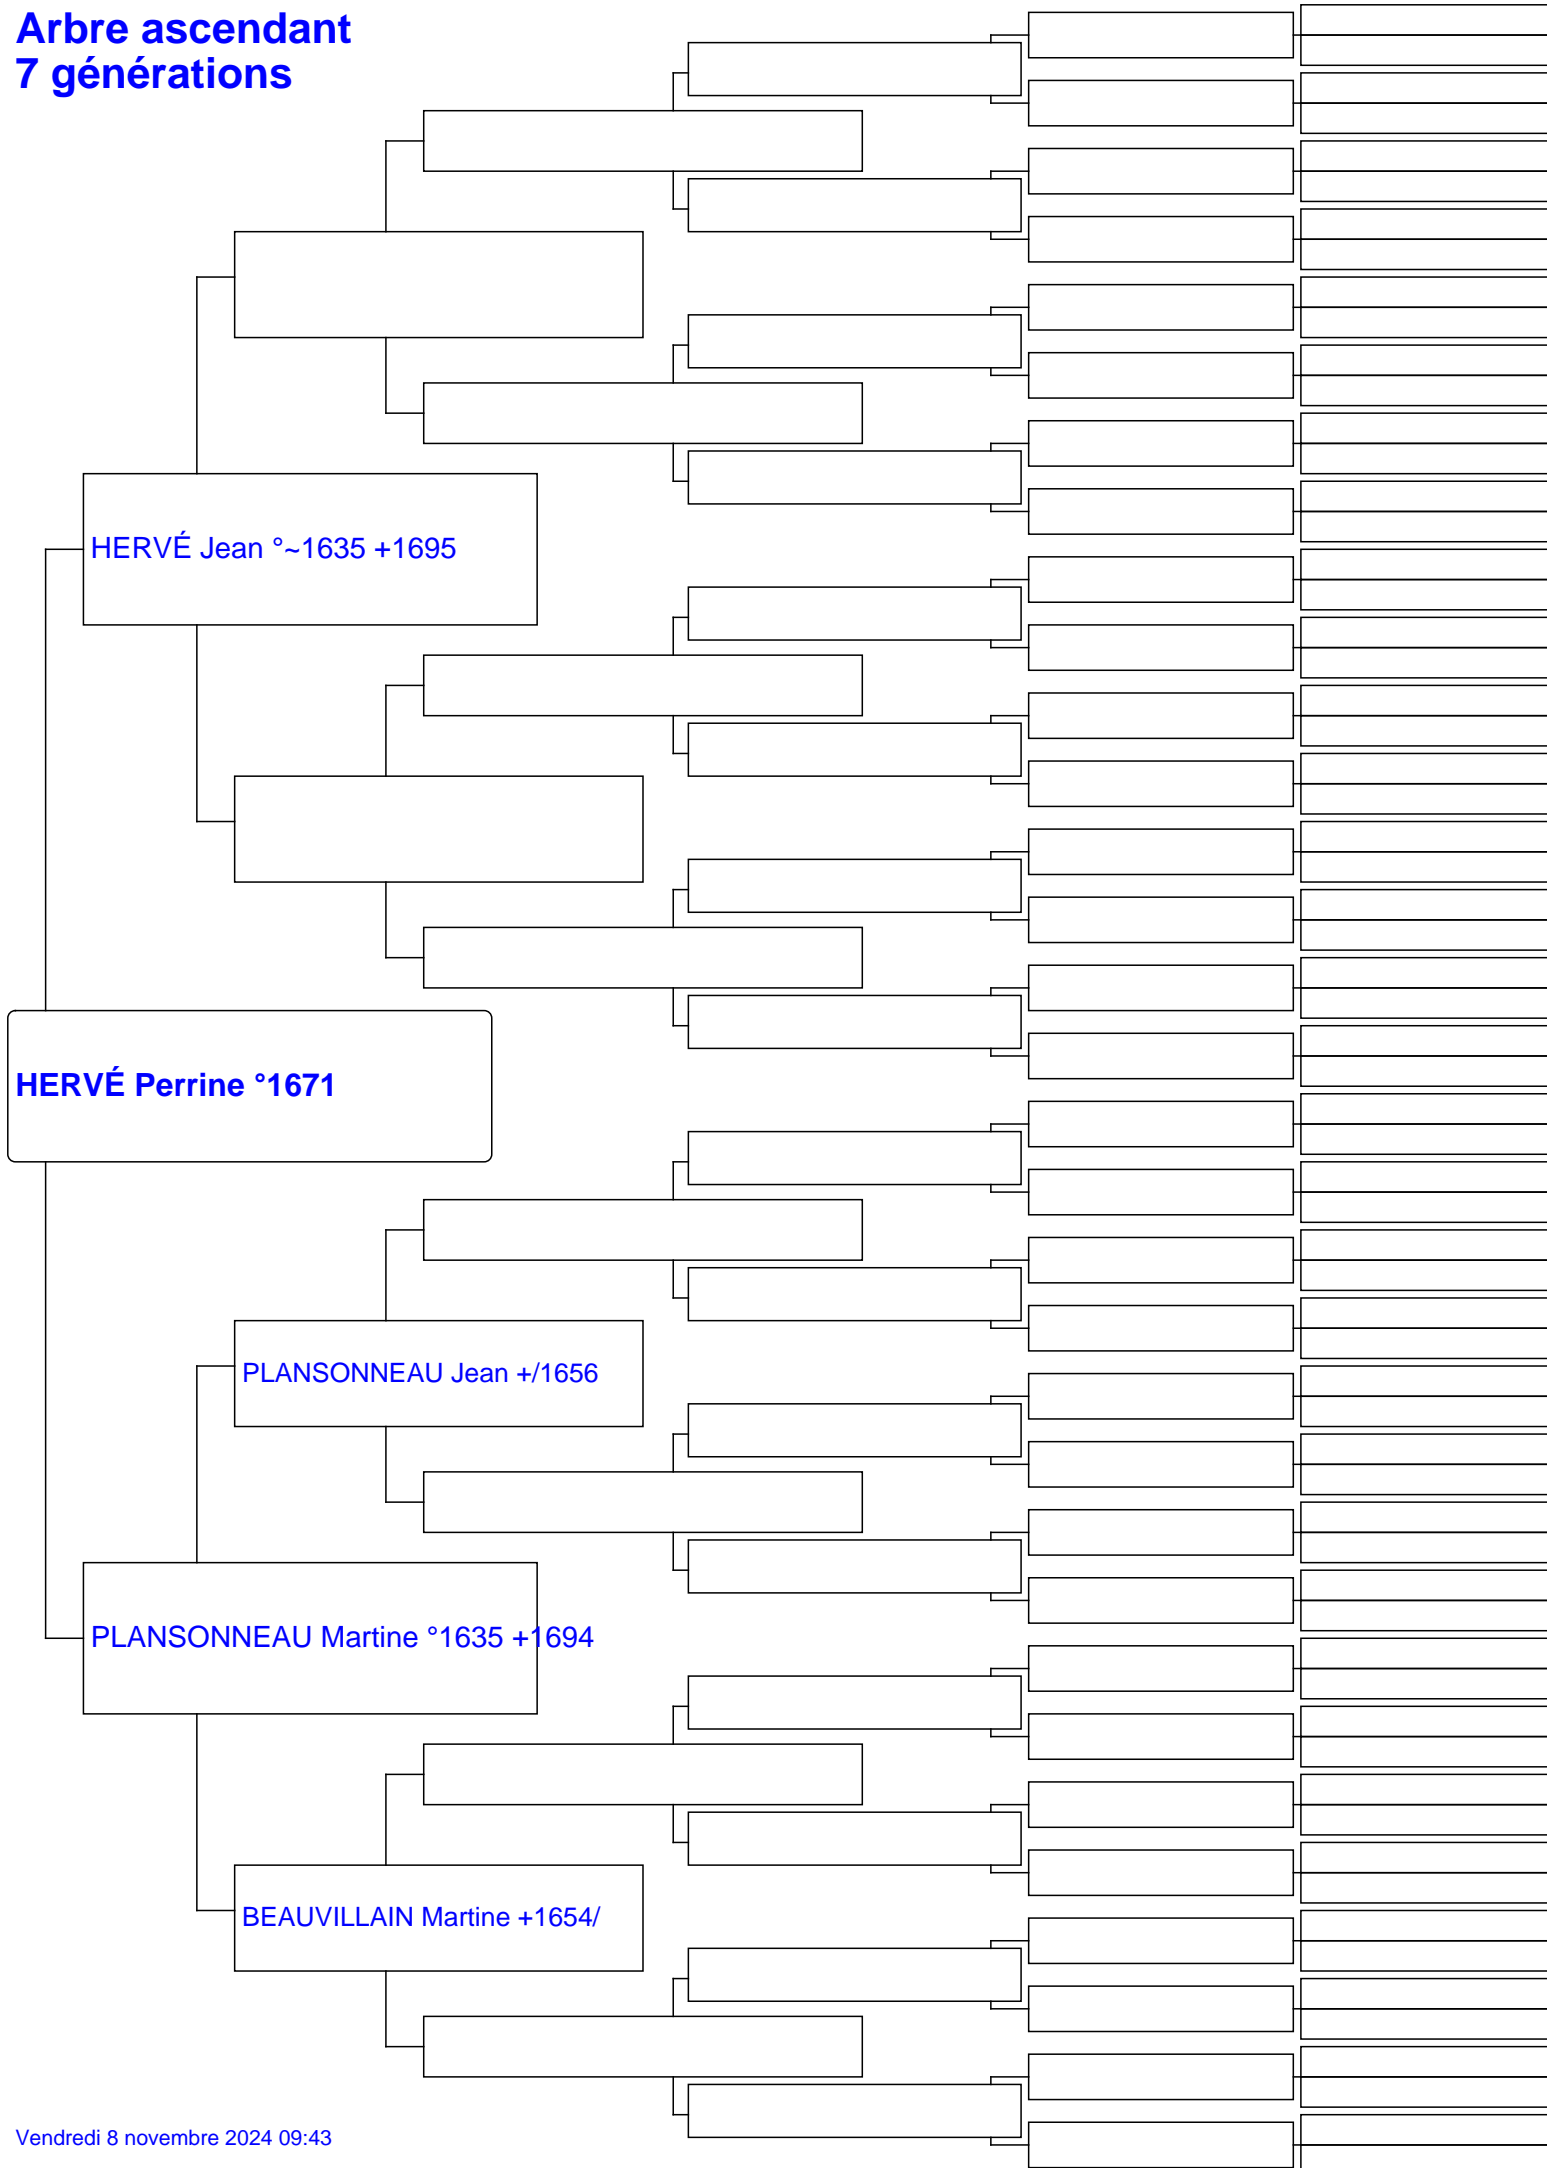 Arbre ascendant
7 générations
HERVÉ Jean °~1635 +1695
HERVÉ Perrine °1671
PLANSONNEAU Jean +/1656
PLANSONNEAU Martine °1635 +1694
BEAUVILLAIN Martine +1654/
Vendredi 8 novembre 2024 09:43